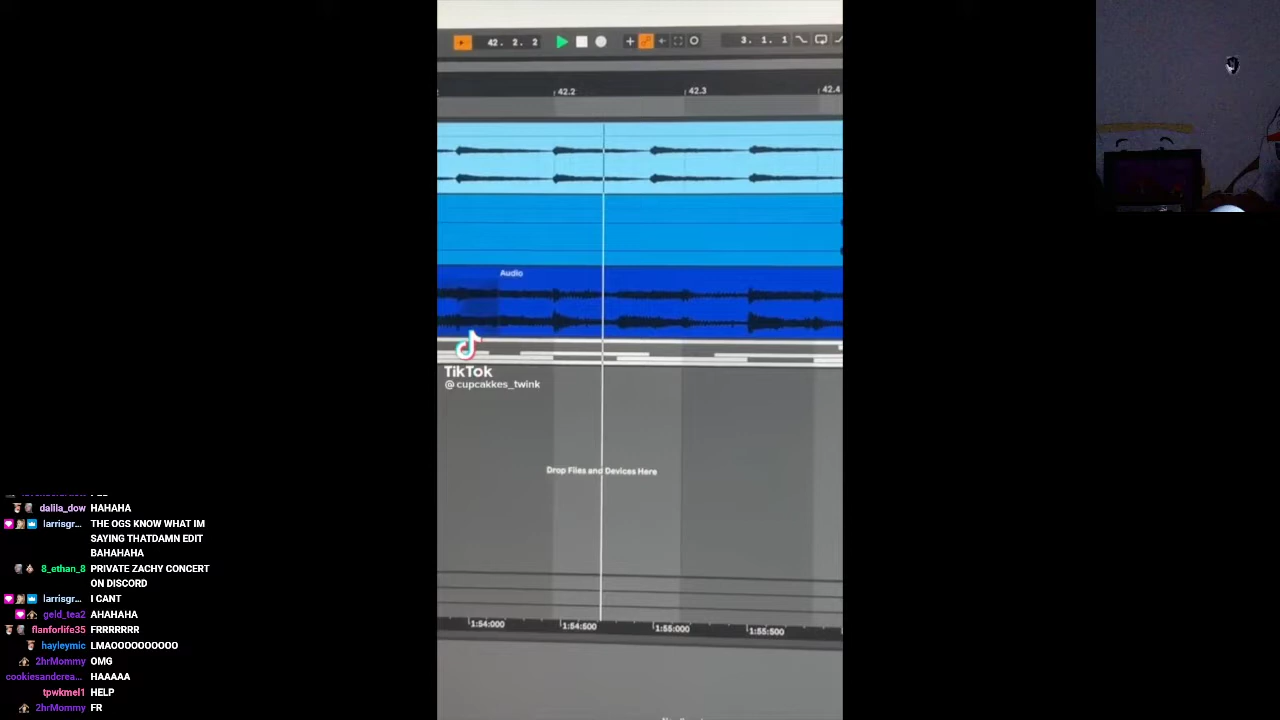 42. 2. 2
3. 1. 1
42.2
42.3
42.4
Audio
TikTok
@cupcakkes_twink
Drop Files and Devices Here
1:54:000
1:54:500
1:55:000
1:55:500
dalila_dow HAHAHA
larrisgr... THE OGS KNOW WHAT IM
SAYING THATDAMN EDIT
BAHAHAHA
8_ethan_8 PRIVATE ZACHY CONCERT
ON DISCORD
larrisgr... I CANT
geld_tea2 AHAHAHA
flanforlife35 FRRRRRRR
hayleymic LMAOOOOOOOOOO
2hrMommy OMG
cookiesandcrea... HAAAAA
tpwkmel1 HELP
2hrMommy FR